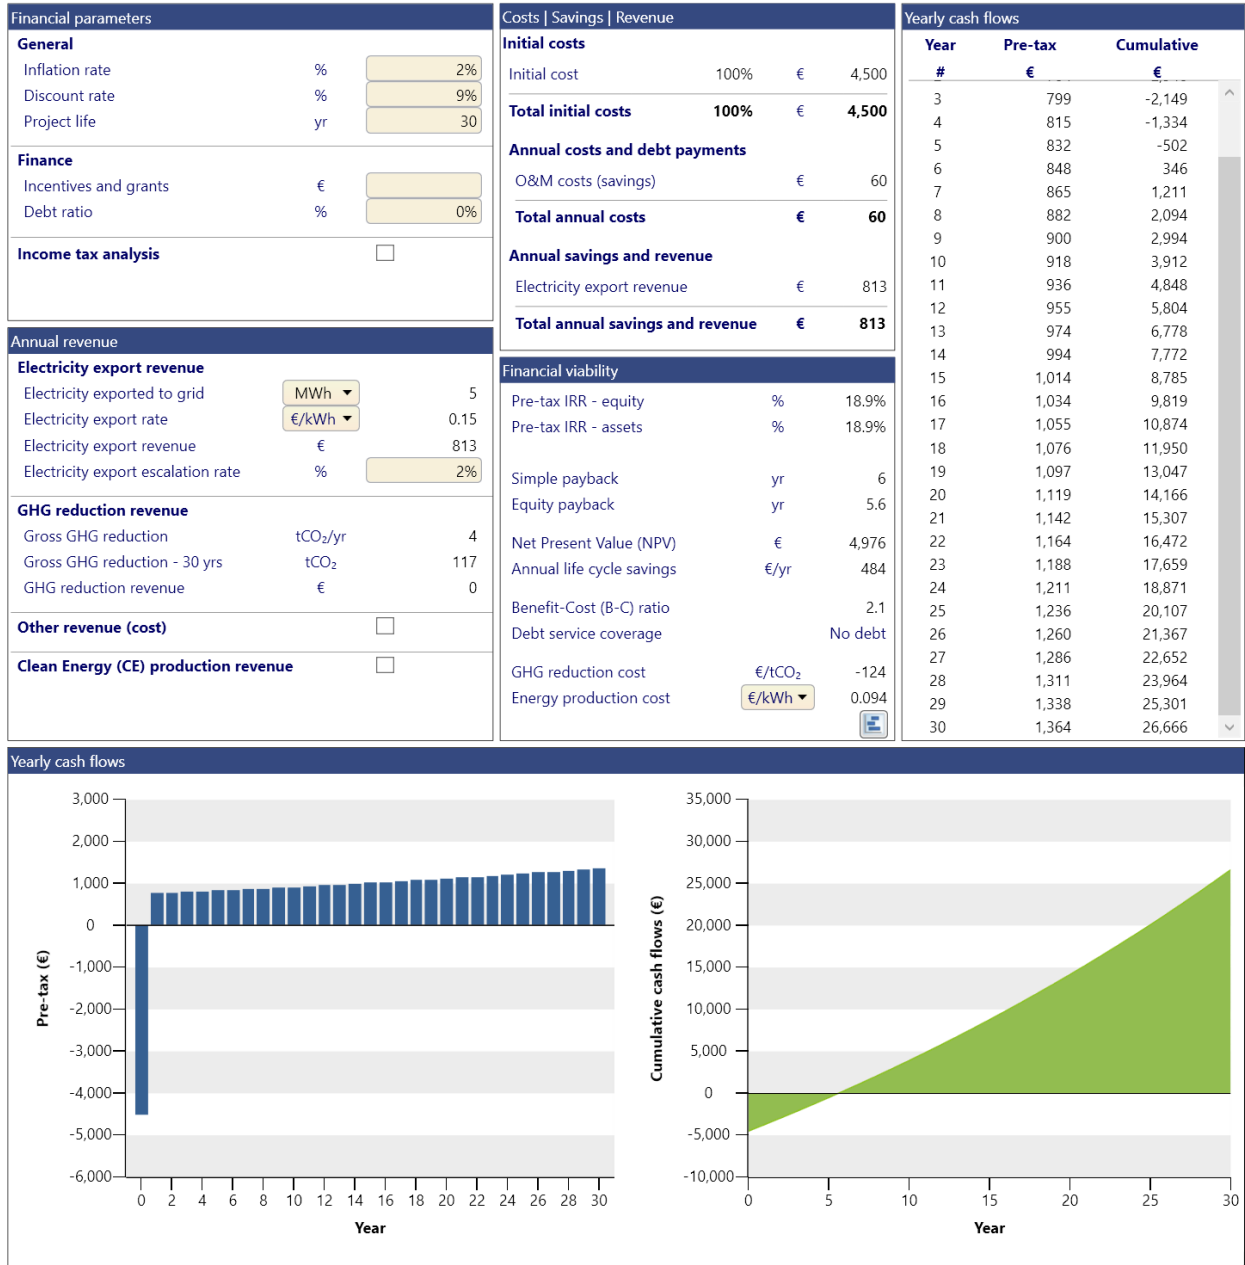 Financial parameters
General
Inflation rate % 2%
Discount rate % 9%
Project life yr 30
Finance
Incentives and grants €
Debt ratio % 0%
Income tax analysis
Annual revenue
Electricity export revenue
Electricity exported to grid MWh 5
Electricity export rate €/kWh 0.15
Electricity export revenue € 813
Electricity export escalation rate % 2%
GHG reduction revenue
Gross GHG reduction tCO₂/yr 4
Gross GHG reduction - 30 yrs tCO₂ 117
GHG reduction revenue € 0
Other revenue (cost)
Clean Energy (CE) production revenue
Costs | Savings | Revenue
Initial costs
Initial cost 100% € 4,500
Total initial costs 100% € 4,500
Annual costs and debt payments
O&M costs (savings) € 60
Total annual costs € 60
Annual savings and revenue
Electricity export revenue € 813
Total annual savings and revenue € 813
Financial viability
Pre-tax IRR - equity % 18.9%
Pre-tax IRR - assets % 18.9%
Simple payback yr 6
Equity payback yr 5.6
Net Present Value (NPV) € 4,976
Annual life cycle savings €/yr 484
Benefit-Cost (B-C) ratio 2.1
Debt service coverage No debt
GHG reduction cost €/tCO₂ -124
Energy production cost €/kWh 0.094
Yearly cash flows
Year Pre-tax Cumulative
# € €
3 799 -2,149
4 815 -1,334
5 832 -502
6 848 346
7 865 1,211
8 882 2,094
9 900 2,994
10 918 3,912
11 936 4,848
12 955 5,804
13 974 6,778
14 994 7,772
15 1,014 8,785
16 1,034 9,819
17 1,055 10,874
18 1,076 11,950
19 1,097 13,047
20 1,119 14,166
21 1,142 15,307
22 1,164 16,472
23 1,188 17,659
24 1,211 18,871
25 1,236 20,107
26 1,260 21,367
27 1,286 22,652
28 1,311 23,964
29 1,338 25,301
30 1,364 26,666
Yearly cash flows
Pre-tax (€)
3,000
2,000
1,000
0
-1,000
-2,000
-3,000
-4,000
-5,000
-6,000
0 2 4 6 8 10 12 14 16 18 20 22 24 26 28 30
Year
Cumulative cash flows (€)
35,000
30,000
25,000
20,000
15,000
10,000
5,000
0
-5,000
-10,000
0 5 10 15 20 25 30
Year